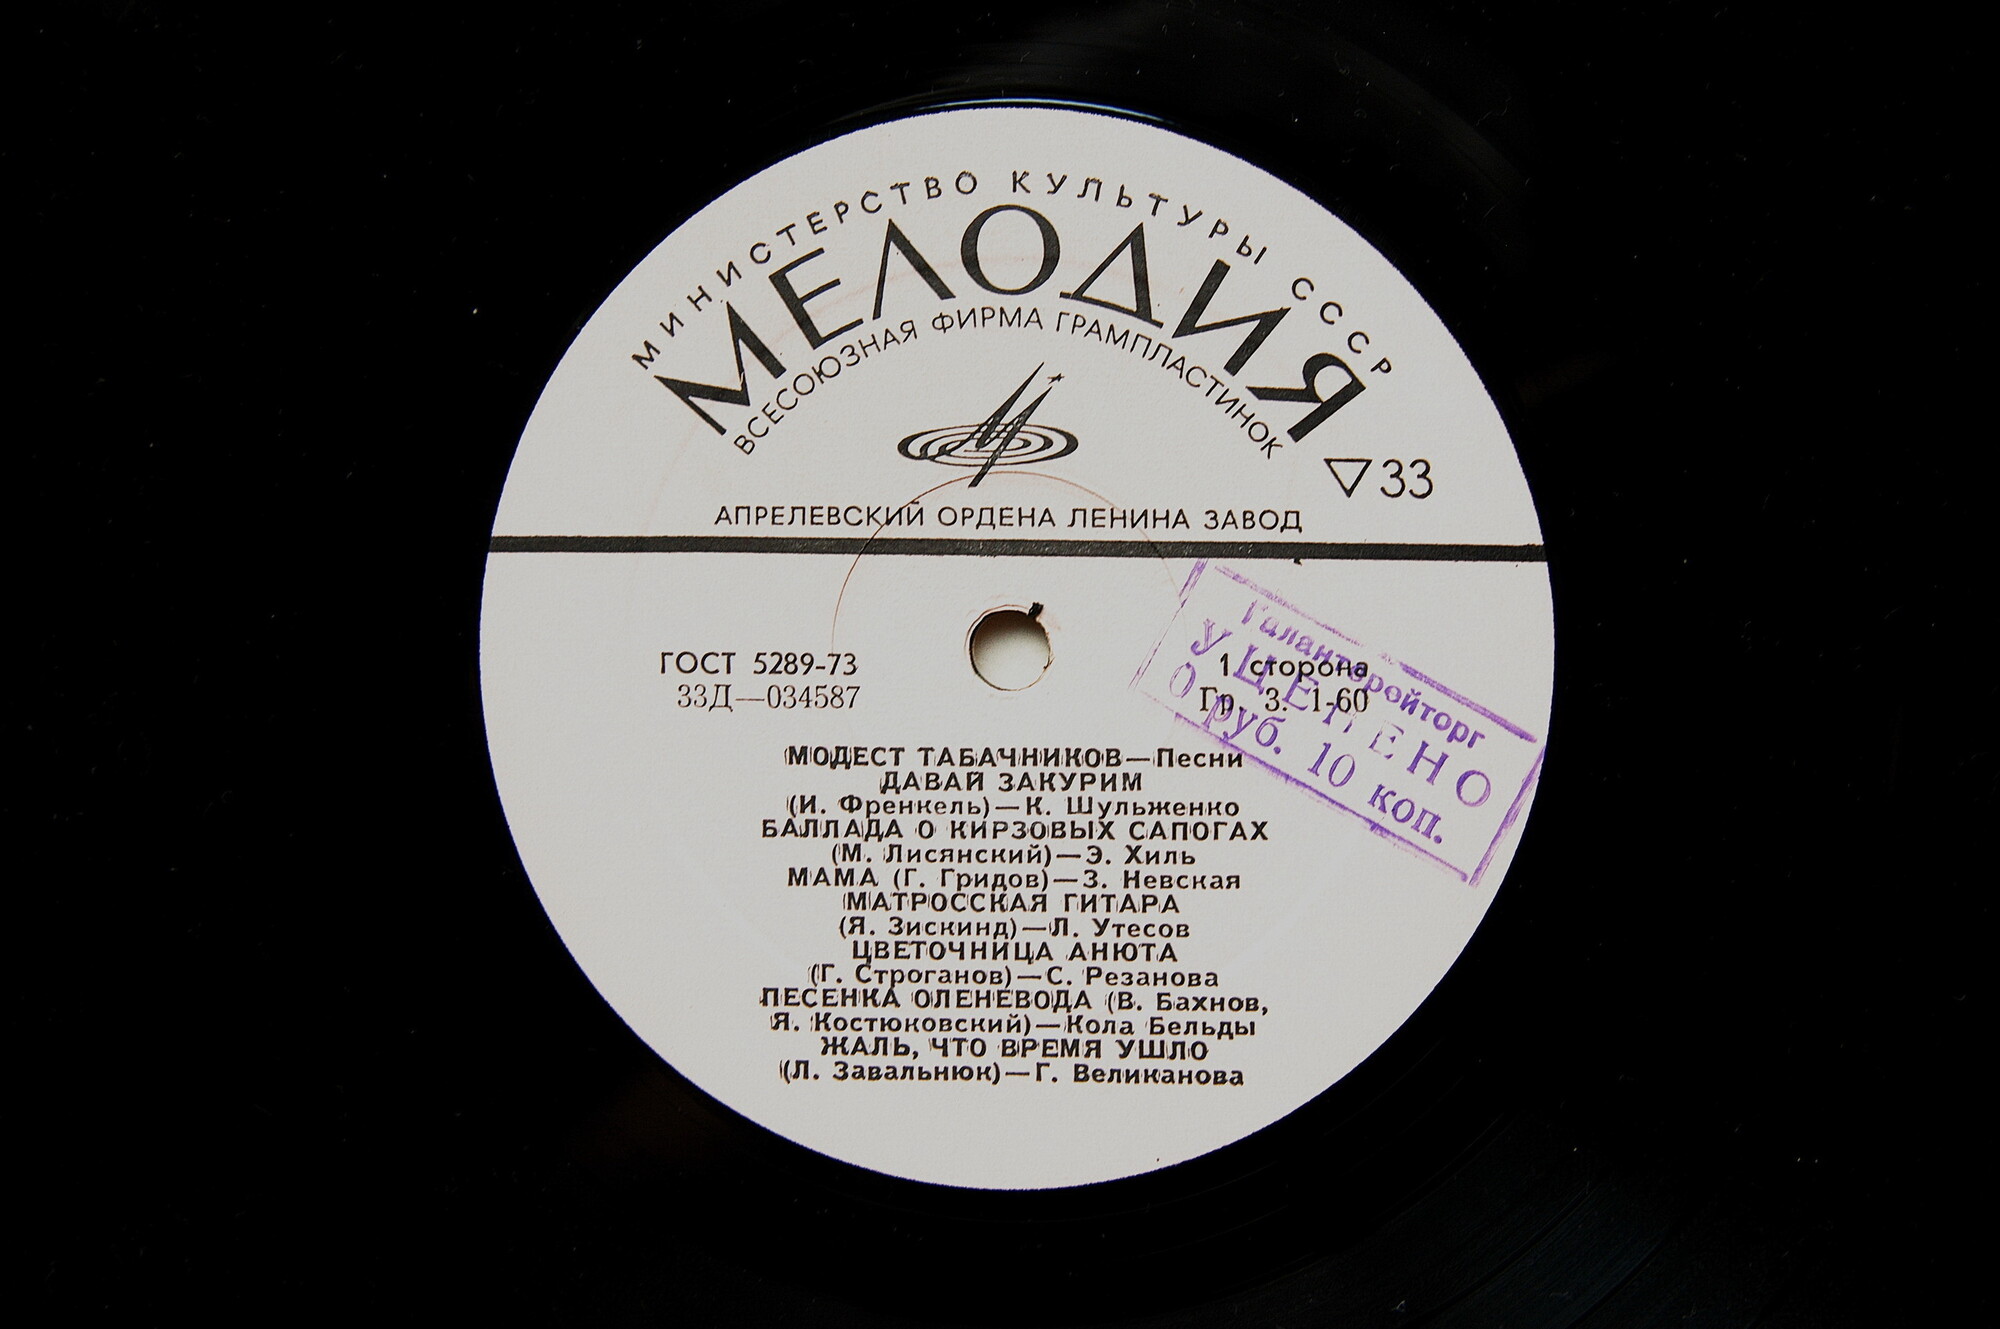 МИНИСТЕРСТВО КУЛЬТУРЫ СССР
МЕЛОДИЯ
ВСЕСОЮЗНАЯ ФИРМА ГРАМПЛАСТИНОК
▽33
АПРЕЛЕВСКИЙ ОРДЕНА ЛЕНИНА ЗАВОД
ГОСТ 5289-73
33Д—034587
1 сторона
Гр. 3. 1-60
Галантеройторг
УЦЕНЕНО
0 руб. 10 коп.
МОДЕСТ ТАБАЧНИКОВ—Песни
ДАВАЙ ЗАКУРИМ
(И. Френкель)—К. Шульженко
БАЛЛАДА О КИРЗОВЫХ САПОГАХ
(М. Лисянский)—Э. Хиль
МАМА (Г. Гридов)—З. Невская
МАТРОССКАЯ ГИТАРА
(Я. Зискинд)—Л. Утесов
ЦВЕТОЧНИЦА АНЮТА
(Г. Строганов)—С. Резанова
ПЕСЕНКА ОЛЕНЕВОДА (В. Бахнов,
Я. Костюковский)—Кола Бельды
ЖАЛЬ, ЧТО ВРЕМЯ УШЛО
(Л. Завальнюк)—Г. Великанова